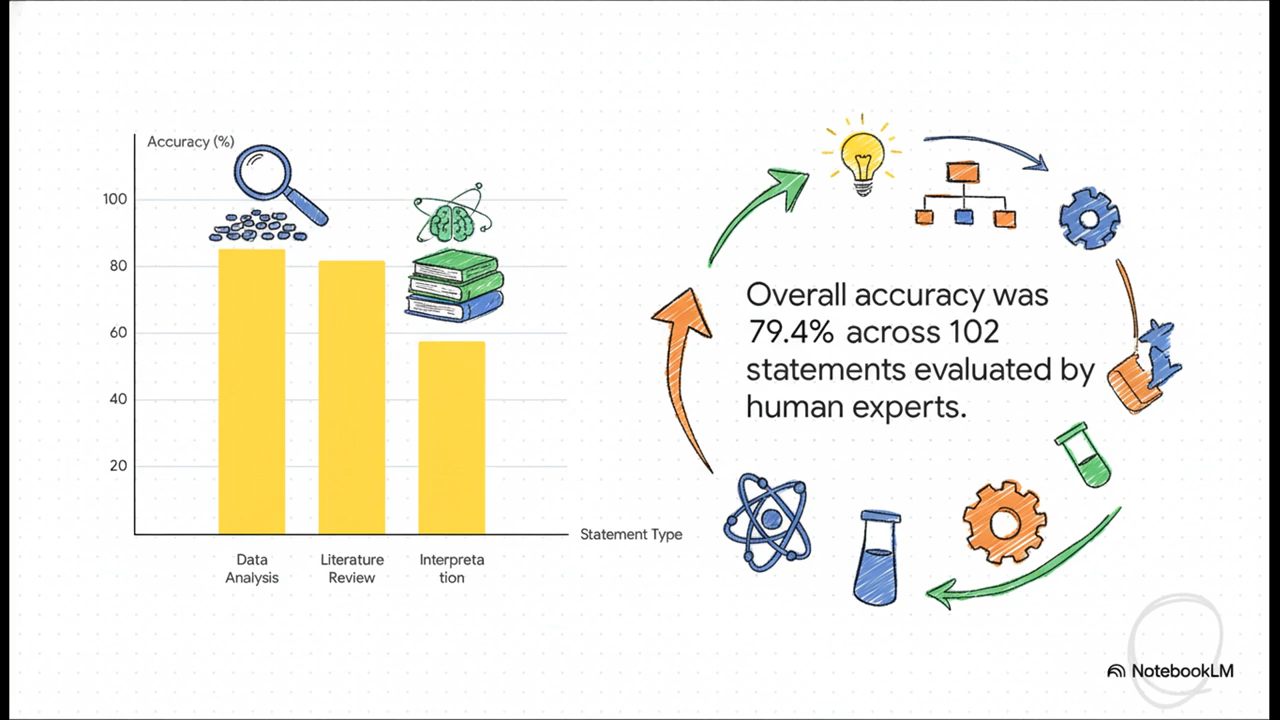 Accuracy (%)
100
80
60
40
20
Statement Type
Data
Analysis
Literature
Review
Interpreta
tion
Overall accuracy was
79.4% across 102
statements evaluated by
human experts.
NotebookLM